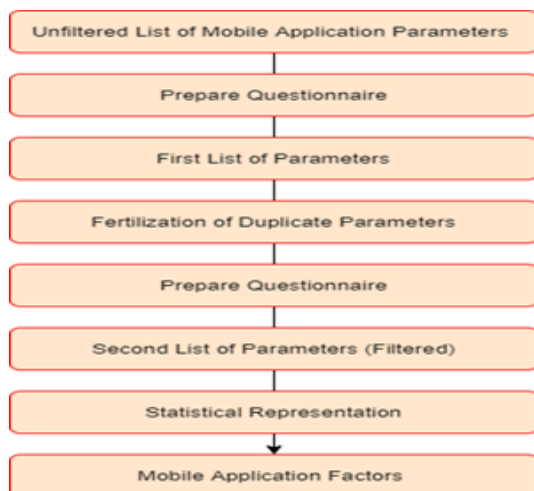 Unfiltered List of Mobile Application Parameters
Prepare Questionnaire
First List of Parameters
Fertilization of Duplicate Parameters
Prepare Questionnaire
Second List of Parameters (Filtered)
Statistical Representation
Mobile Application Factors